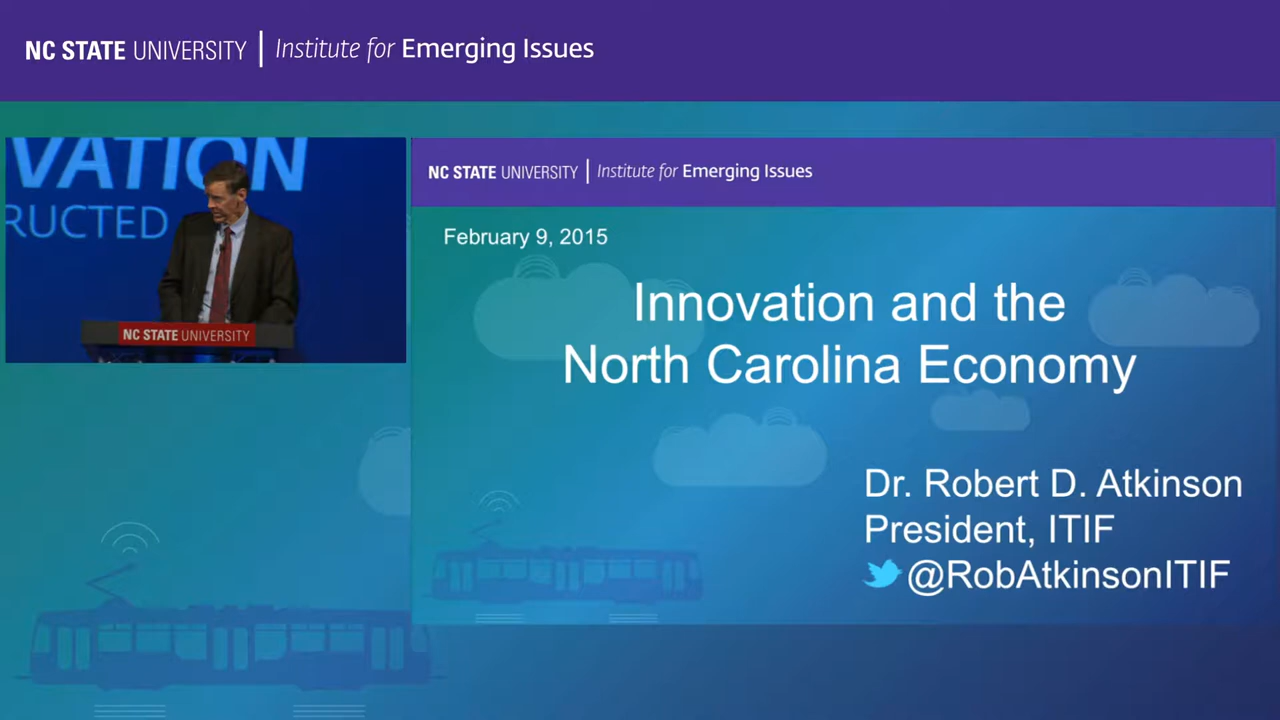 NC STATE UNIVERSITY | Institute for Emerging Issues
VATION
RUCTED
NC STATE UNIVERSITY
NC STATE UNIVERSITY | Institute for Emerging Issues
February 9, 2015
Innovation and the
North Carolina Economy
Dr. Robert D. Atkinson
President, ITIF
@RobAtkinsonITIF